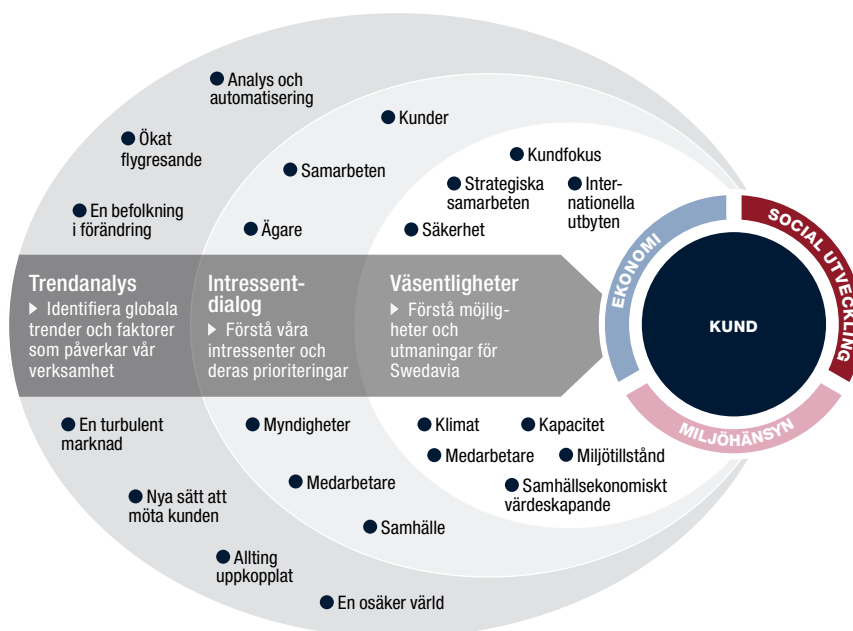 Analys och
automatisering
Kunder
Ökat
flygresande
Samarbeten
Kundfokus
Strategiska
samarbeten
Inter-
nationella
utbyten
En befolkning
i förändring
Ägare
Säkerhet
Trendanalys
Identifiera globala
trender och faktorer
som påverkar vår
verksamhet
Intressent-
dialog
Förstå våra
intressenter och
deras prioriteringar
Väsentligheter
Förstå möjlig-
heter och
utmaningar för
Swedavia
EKONOMI
SOCIAL UTVECKLING
KUND
MILJÖHÄNSYN
En turbulent
marknad
Myndigheter
Klimat
Kapacitet
Medarbetare
Miljötillstånd
Nya sätt att
möta kunden
Medarbetare
Samhällsekonomiskt
värdeskapande
Samhälle
Allting
uppkopplat
En osäker värld